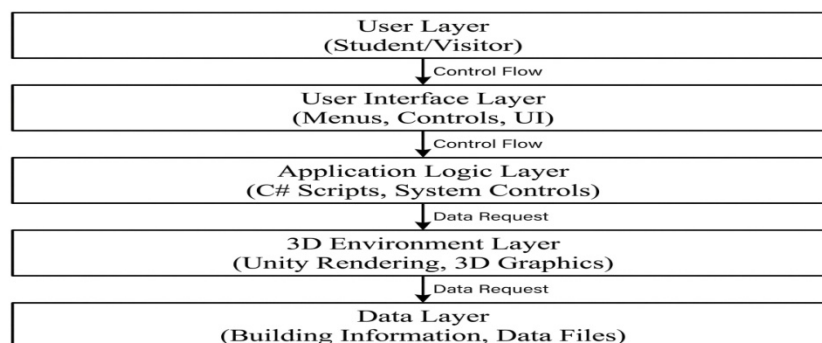 User Layer
(Student/Visitor)
Control Flow
User Interface Layer
(Menus, Controls, UI)
Control Flow
Application Logic Layer
(C# Scripts, System Controls)
Data Request
3D Environment Layer
(Unity Rendering, 3D Graphics)
Data Request
Data Layer
(Building Information, Data Files)